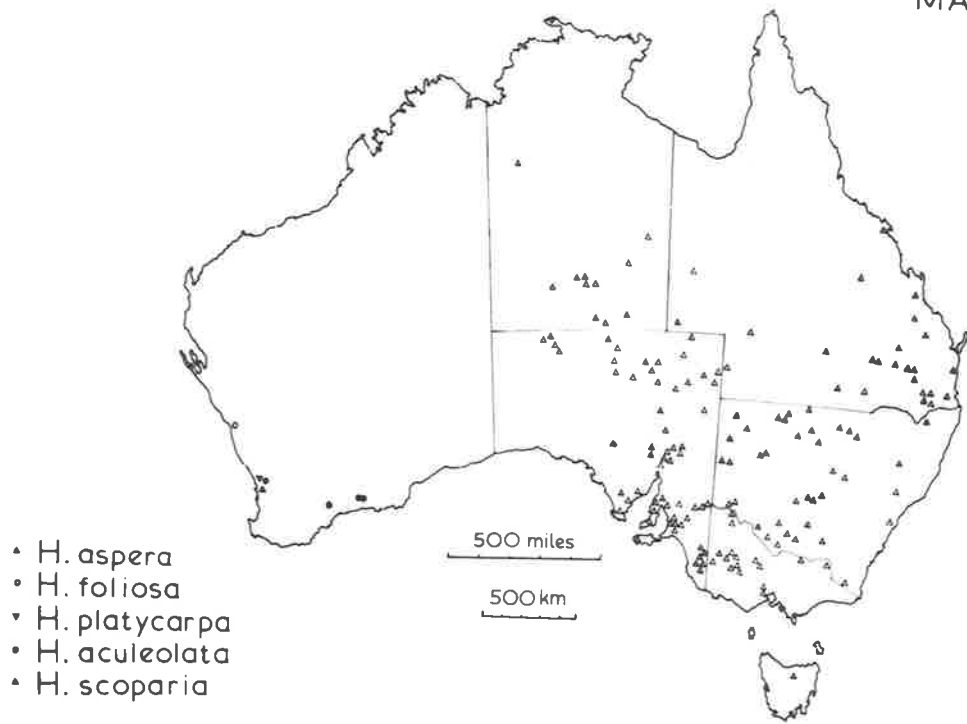 MA
500 miles
500 km
H. aspera
H. foliosa
H. platycarpa
H. aculeolata
H. scoparia